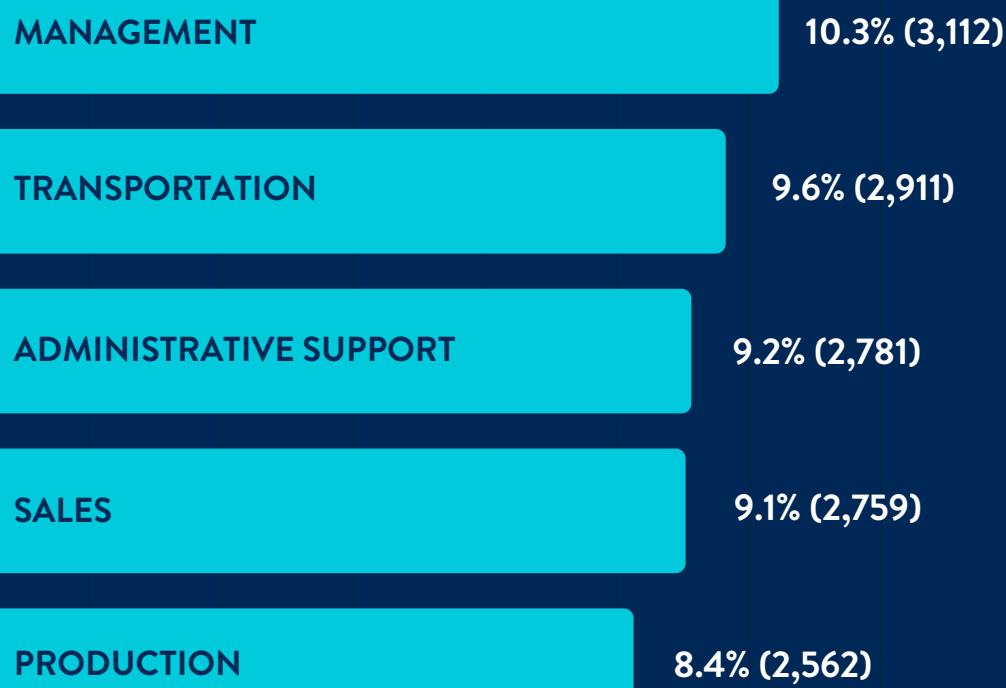 MANAGEMENT 10.3% (3,112)
TRANSPORTATION 9.6% (2,911)
ADMINISTRATIVE SUPPORT 9.2% (2,781)
SALES 9.1% (2,759)
PRODUCTION 8.4% (2,562)